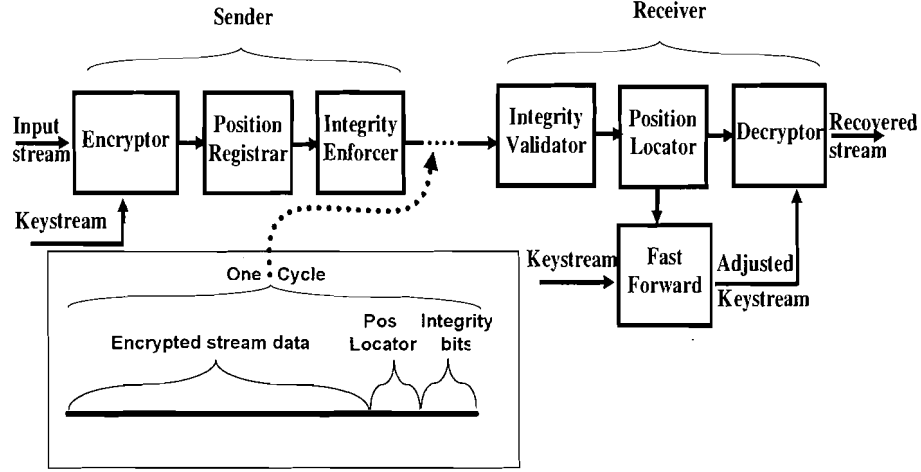 Sender
Receiver
Input
stream
Encryptor
Position
Registrar
Integrity
Enforcer
Integrity
Validator
Position
Locator
Decryptor
Recovered
stream
Keystream
Keystream
Fast
Forward
Adjusted
Keystream
One Cycle
Encrypted stream data
Pos
Locator
Integrity
bits